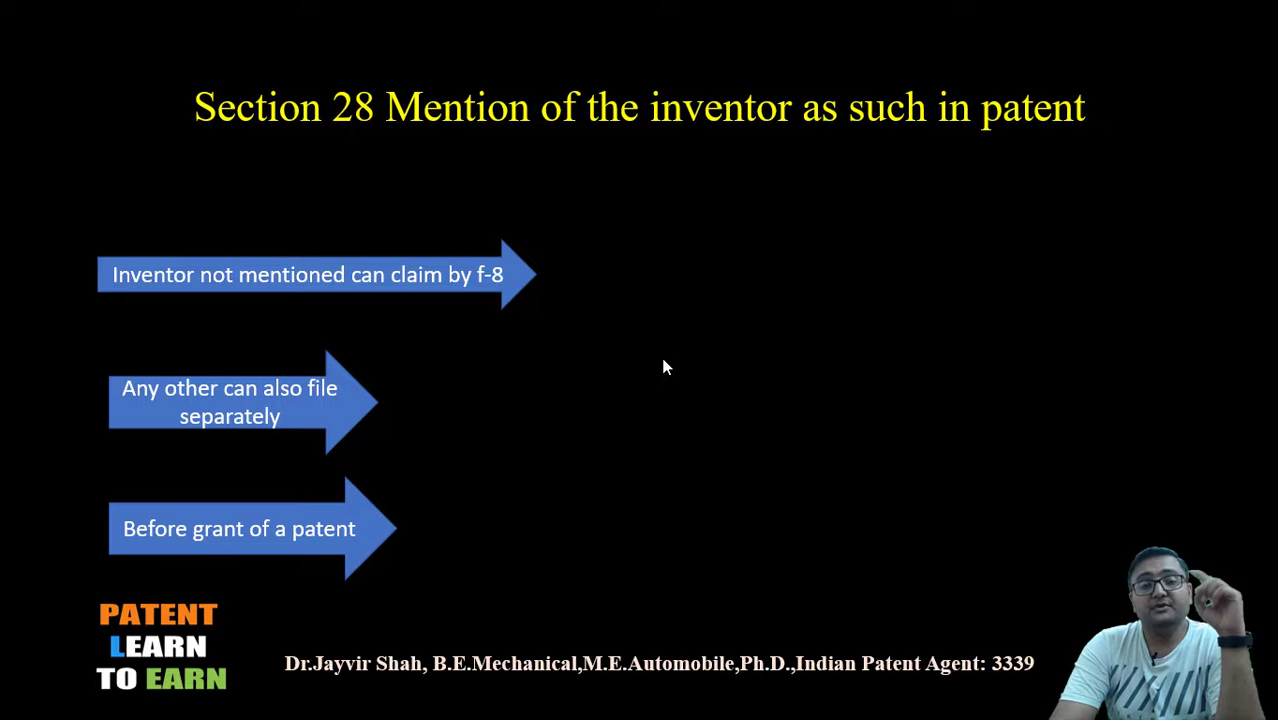 Section 28 Mention of the inventor as such in patent
Inventor not mentioned can claim by f-8
Any other can also file
separately
Before grant of a patent
PATENT
LEARN
TO EARN
Dr.Jayvir Shah, B.E.Mechanical,M.E.Automobile,Ph.D.,Indian Patent Agent: 3339